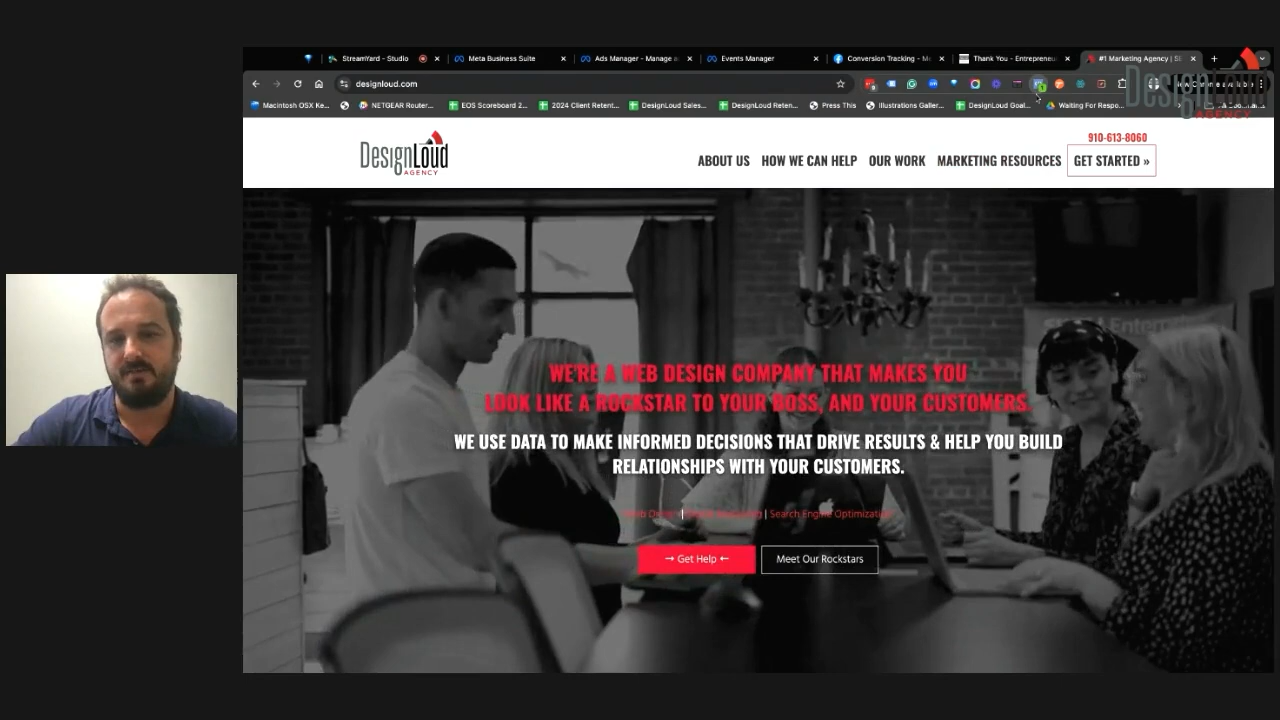 StreamYard - Studio
Meta Business Suite
Ads Manager - Manage a
Events Manager
Conversion Tracking - M
Thank You - Entrepreneu
#1 Marketing Agency | S
designloud.com
Macintosh OSX Ke...
NETGEAR Router...
EOS Scoreboard 2...
2024 Client Retent...
DesignLoud Sales...
DesignLoud Reten...
Press This
Illustrations Galler...
DesignLoud Goal...
Waiting For Respo...
DesignLoud
AGENCY
910-613-8060
DesignLoud
AGENCY
ABOUT US
HOW WE CAN HELP
OUR WORK
MARKETING RESOURCES
GET STARTED »
WE'RE A WEB DESIGN COMPANY THAT MAKES YOU
LOOK LIKE A ROCKSTAR TO YOUR BOSS, AND YOUR CUSTOMERS.
WE USE DATA TO MAKE INFORMED DECISIONS THAT DRIVE RESULTS & HELP YOU BUILD
RELATIONSHIPS WITH YOUR CUSTOMERS.
| Search Engine Optimization
→ Get Help ←
Meet Our Rockstars